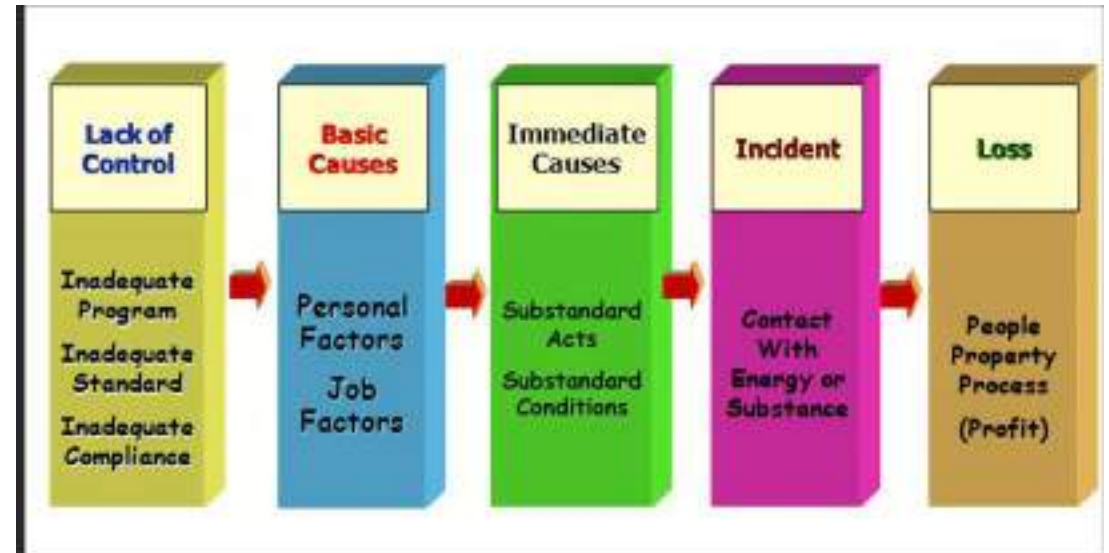 Lack of
Control
Inadequate
Program
Inadequate
Standard
Inadequate
Compliance
Basic
Causes
Personal
Factors
Job
Factors
Immediate
Causes
Substandard
Acts
Substandard
Conditions
Incident
Contact
With
Energy or
Substance
Loss
People
Property
Process
(Profit)